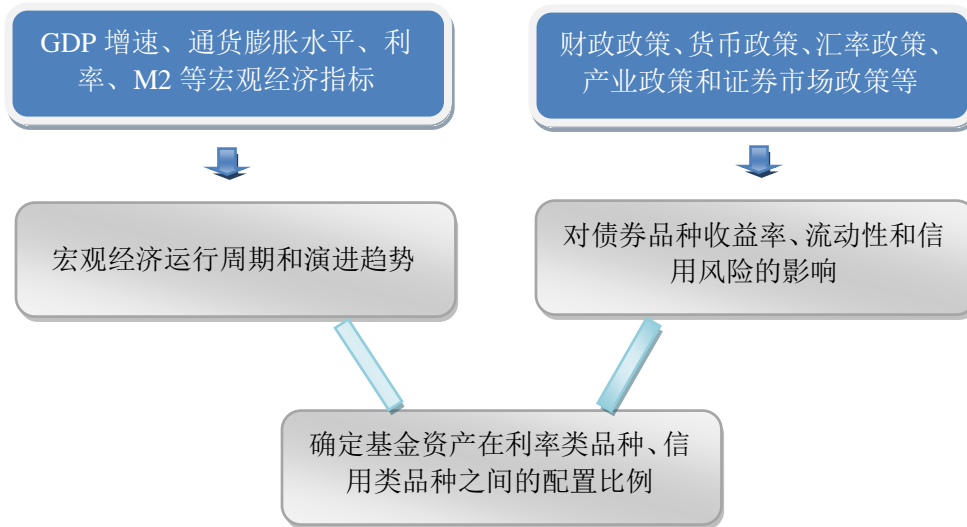 GDP 增速、通货膨胀水平、利
率、M2 等宏观经济指标
财政政策、货币政策、汇率政策、
产业政策和证券市场政策等
宏观经济运行周期和演进趋势
对债券品种收益率、流动性和信
用风险的影响
确定基金资产在利率类品种、信
用类品种之间的配置比例